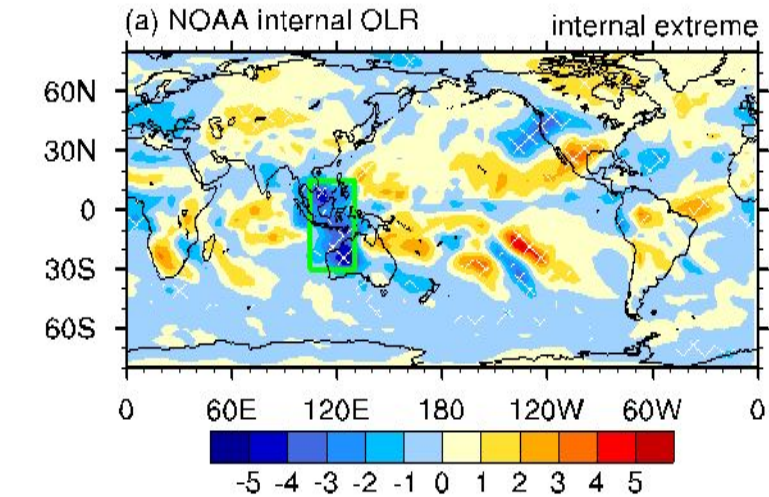 (a) NOAA internal OLR internal extreme
60N
30N
0
30S
60S
0 60E 120E 180 120W 60W 0
-5 -4 -3 -2 -1 0 1 2 3 4 5